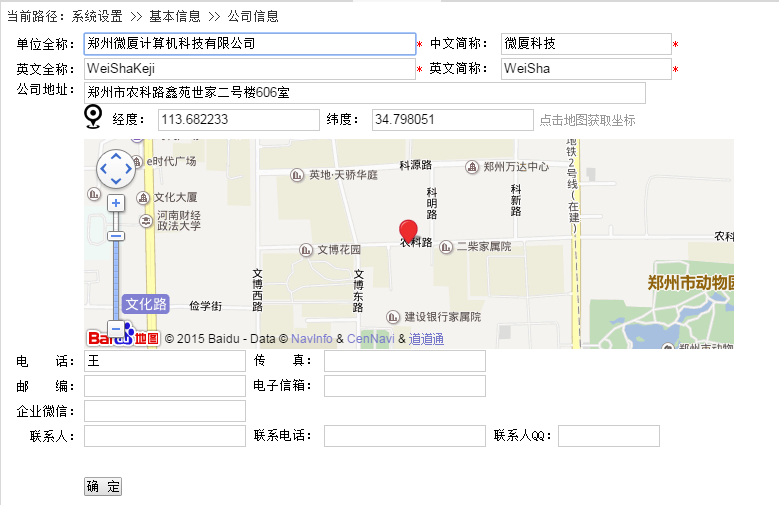 当前路径：系统设置 >> 基本信息 >> 公司信息
单位全称： 郑州微厦计算机科技有限公司 * 中文简称： 微厦科技 *
英文全称： WeiShaKeji * 英文简称： WeiSha *
公司地址： 郑州市农科路鑫苑世家二号楼606室
经度： 113.682233 纬度： 34.798051 点击地图获取坐标
地铁2号线(在建)
e时代广场
科源路
郑州万达中心
英地·天骄华庭
文化大厦
科明路
科新路
河南财经
政法大学
农科路
二柴家属院
文博花园
农科
文博西路
文博东路
郑州市动物园
文化路
俭学街
建设银行家属院
Bai 地图 © 2015 Baidu - Data © NavInfo & CenNavi & 道道通
郑州市动物
电 话： 王 传 真：
邮 编： 电子信箱：
企业微信：
联系人： 联系电话： 联系人QQ：
确 定